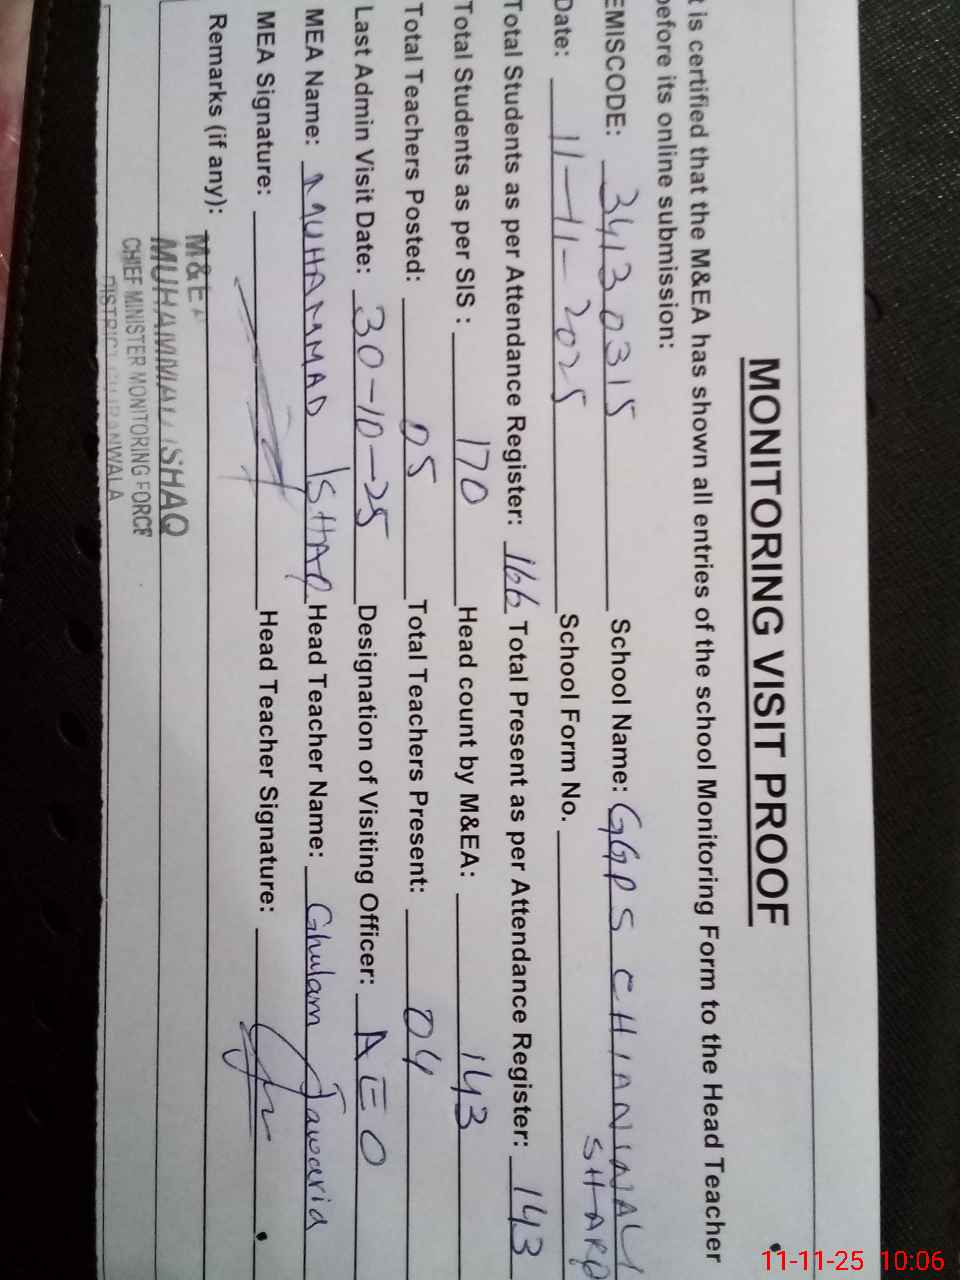 MONITORING VISIT PROOF
t is certified that the M&EA has shown all entries of the school Monitoring Form to the Head Teacher
before its online submission:
EMISCODE: 34130315 School Name: GGPS CHIANWALI
SHARP
Date: 11-11-2025 School Form No.
Total Students as per Attendance Register: 166 Total Present as per Attendance Register: 143
Total Students as per SIS : 170 Head count by M&EA: 143
Total Teachers Posted: 05 Total Teachers Present: 04
Last Admin Visit Date: 30-10-25 Designation of Visiting Officer: AEO
MEA Name: MUHAMMAD ISHAQ Head Teacher Name: Ghulam Jawaria
MEA Signature: Head Teacher Signature:
Remarks (if any):
M&EA
MUHAMMAD ISHAQ
CHIEF MINISTER MONITORING FORCE
DISTRICT GUJRANWALA
11-11-25 10:06